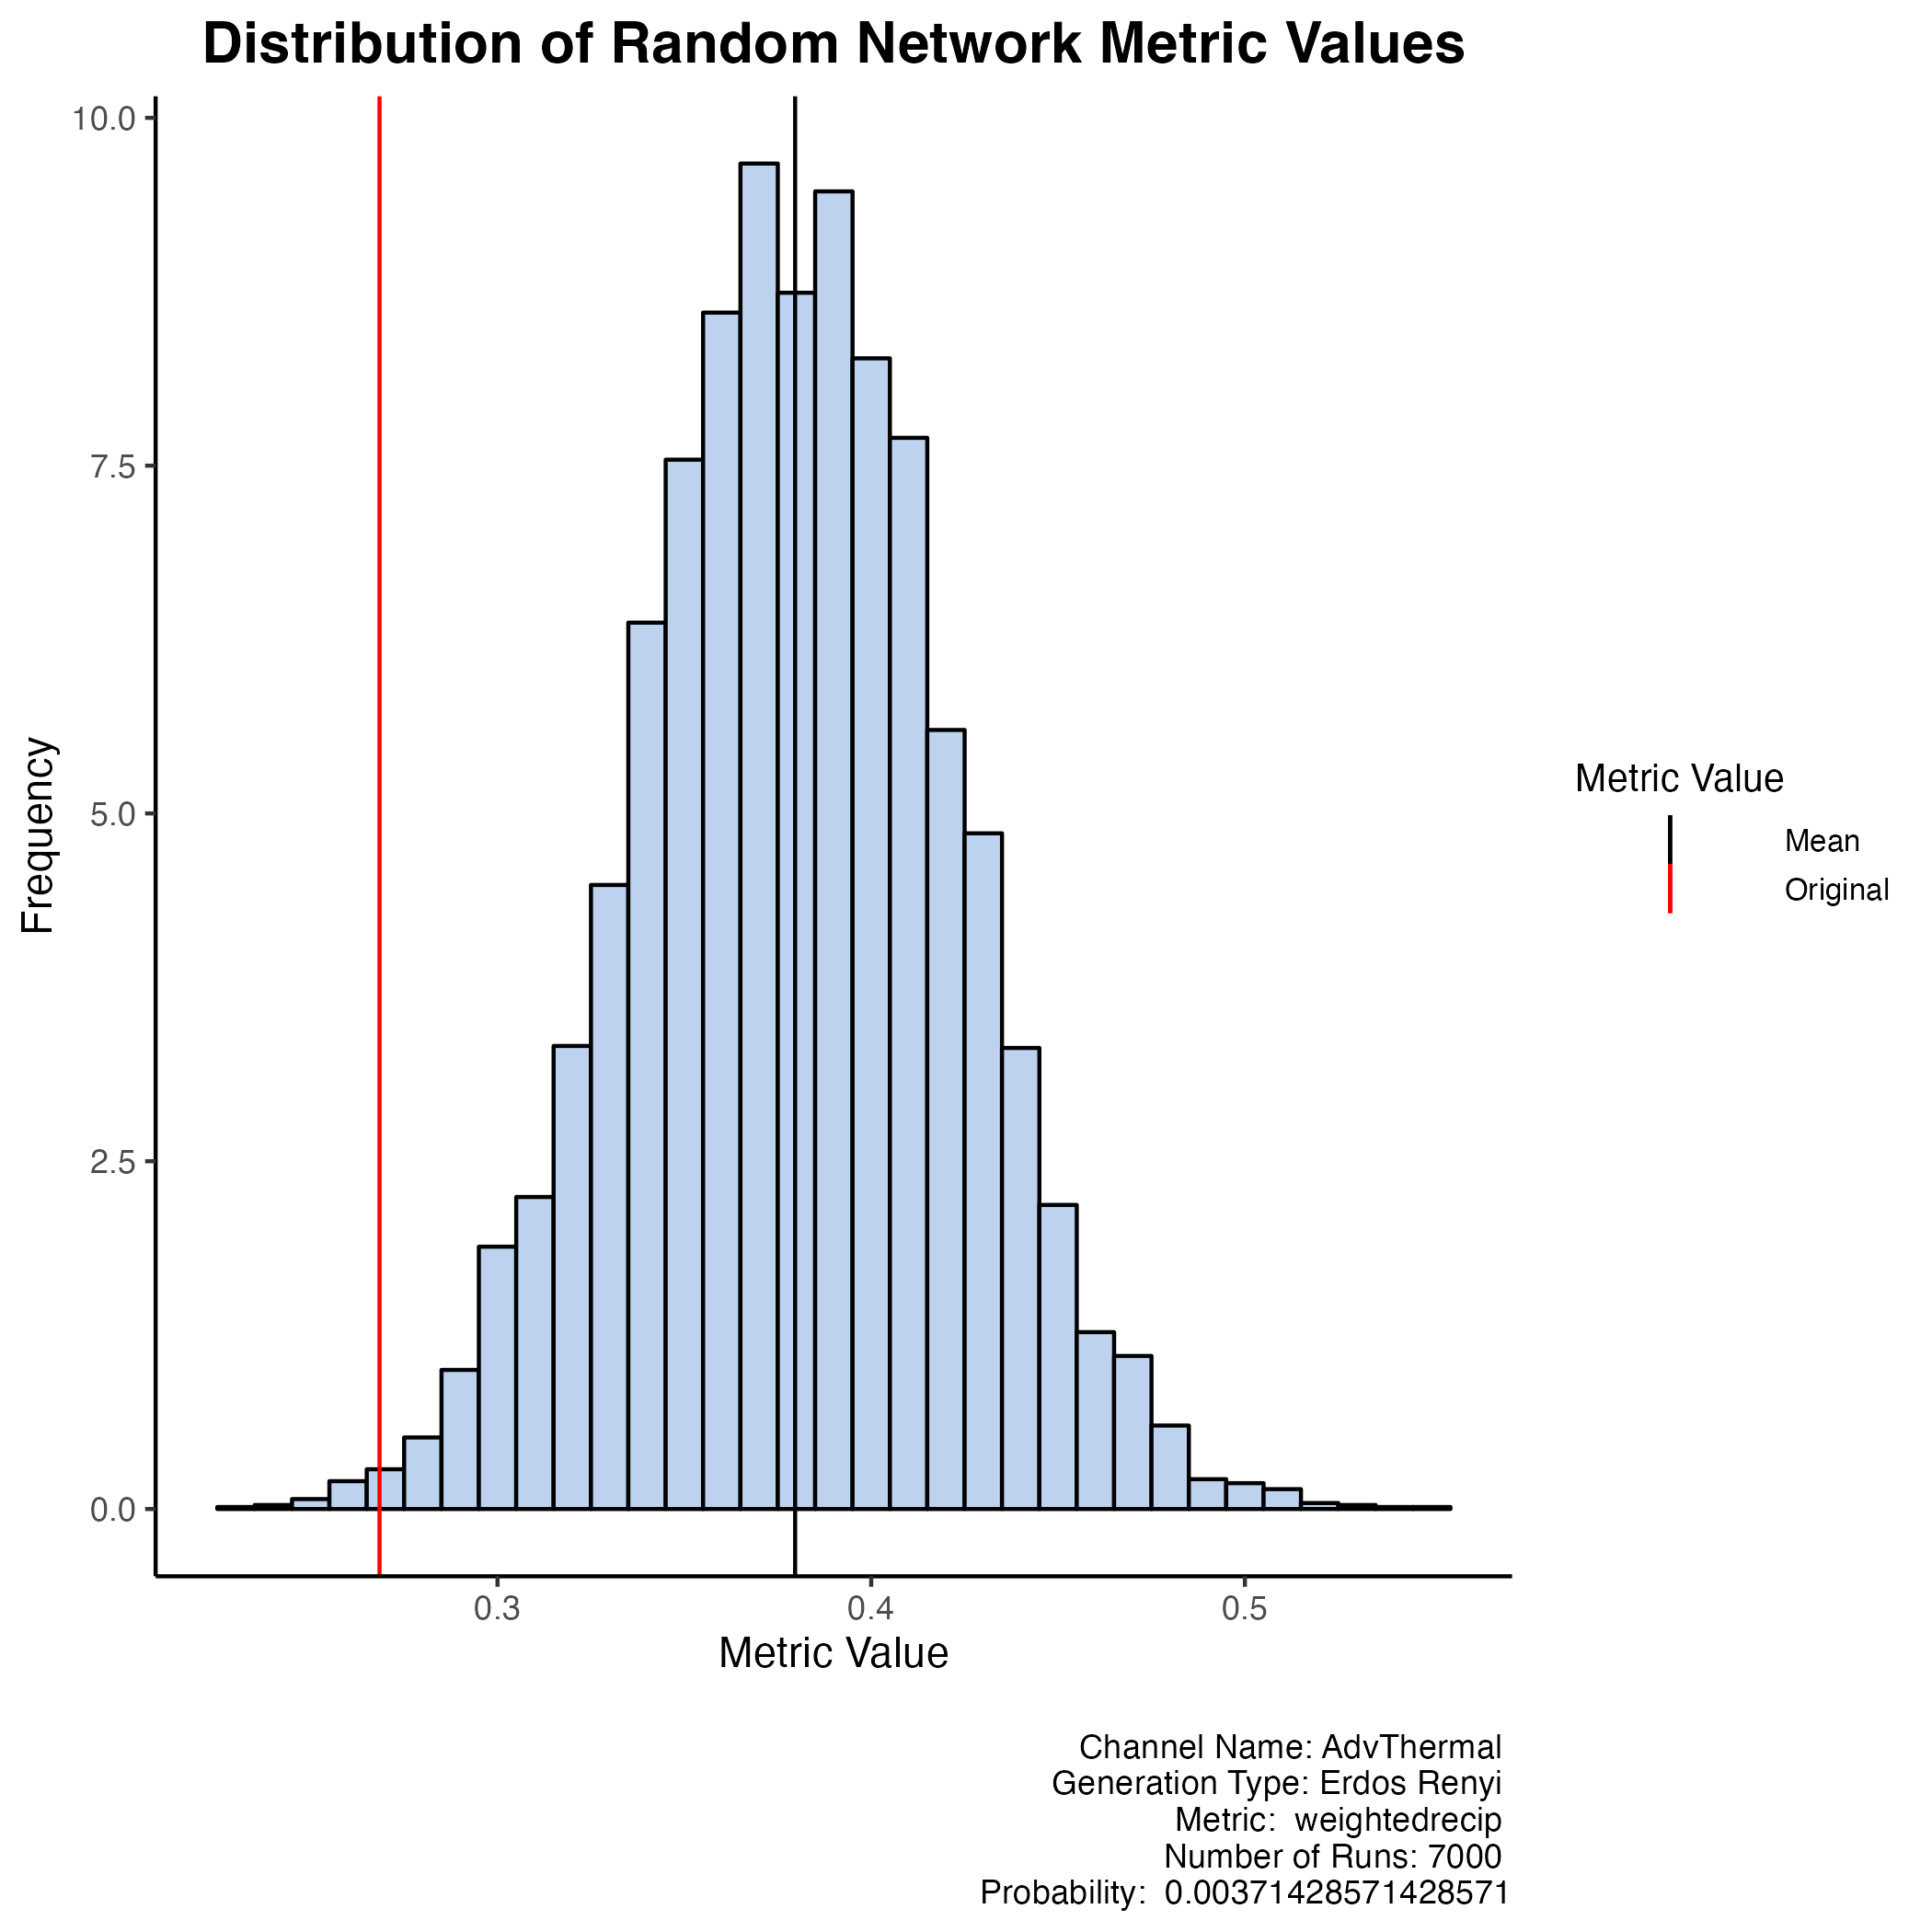 Distribution of Random Network Metric Values
10.0
7.5
5.0
2.5
0.0
Frequency
0.3 0.4 0.5
Metric Value
Metric Value
Mean
Original
Channel Name: AdvThermal
Generation Type: Erdos Renyi
Metric:  weightedrecip
Number of Runs: 7000
Probability:  0.00371428571428571